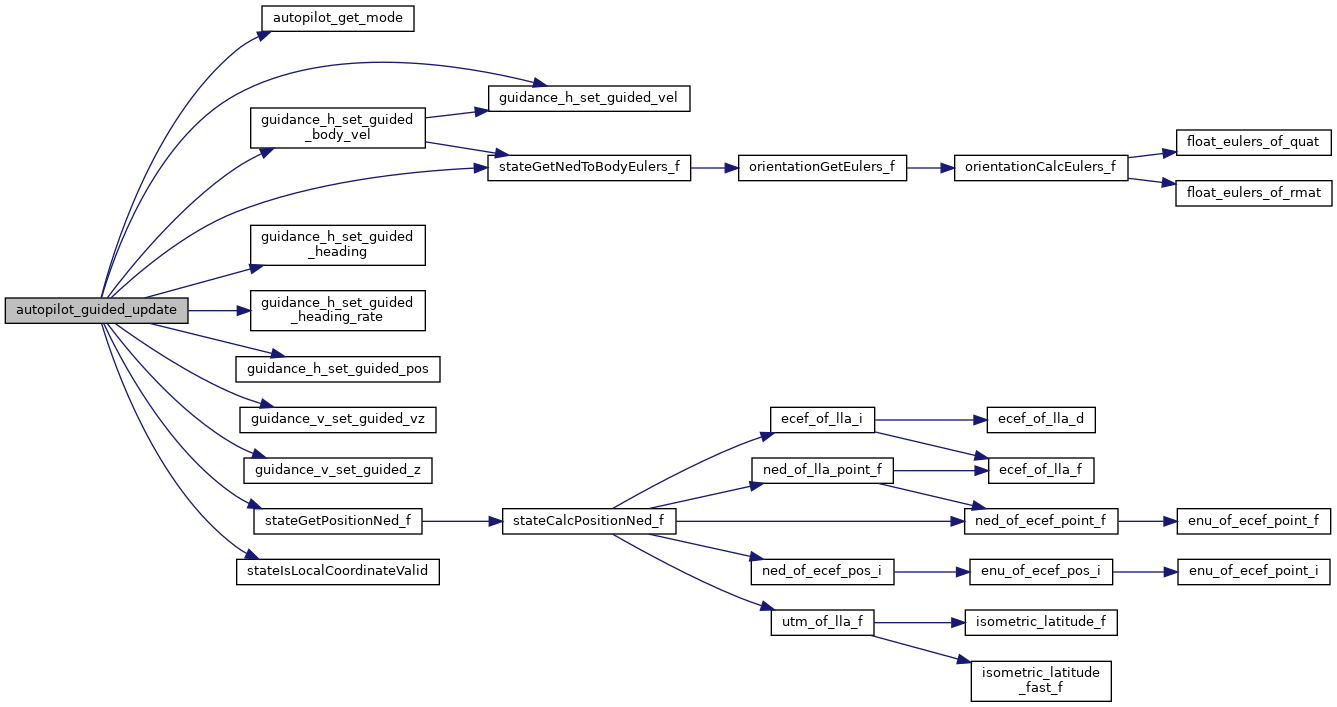 autopilot_get_mode
guidance_h_set_guided_vel
guidance_h_set_guided
_body_vel
float_eulers_of_quat
stateGetNedToBodyEulers_f
orientationGetEulers_f
orientationCalcEulers_f
float_eulers_of_rmat
guidance_h_set_guided
_heading
autopilot_guided_update
guidance_h_set_guided
_heading_rate
guidance_h_set_guided_pos
guidance_v_set_guided_vz
ecef_of_lla_i
ecef_of_lla_d
guidance_v_set_guided_z
ned_of_lla_point_f
ecef_of_lla_f
stateGetPositionNed_f
stateCalcPositionNed_f
ned_of_ecef_point_f
enu_of_ecef_point_f
stateIsLocalCoordinateValid
ned_of_ecef_pos_i
enu_of_ecef_pos_i
enu_of_ecef_point_i
utm_of_lla_f
isometric_latitude_f
isometric_latitude
_fast_f